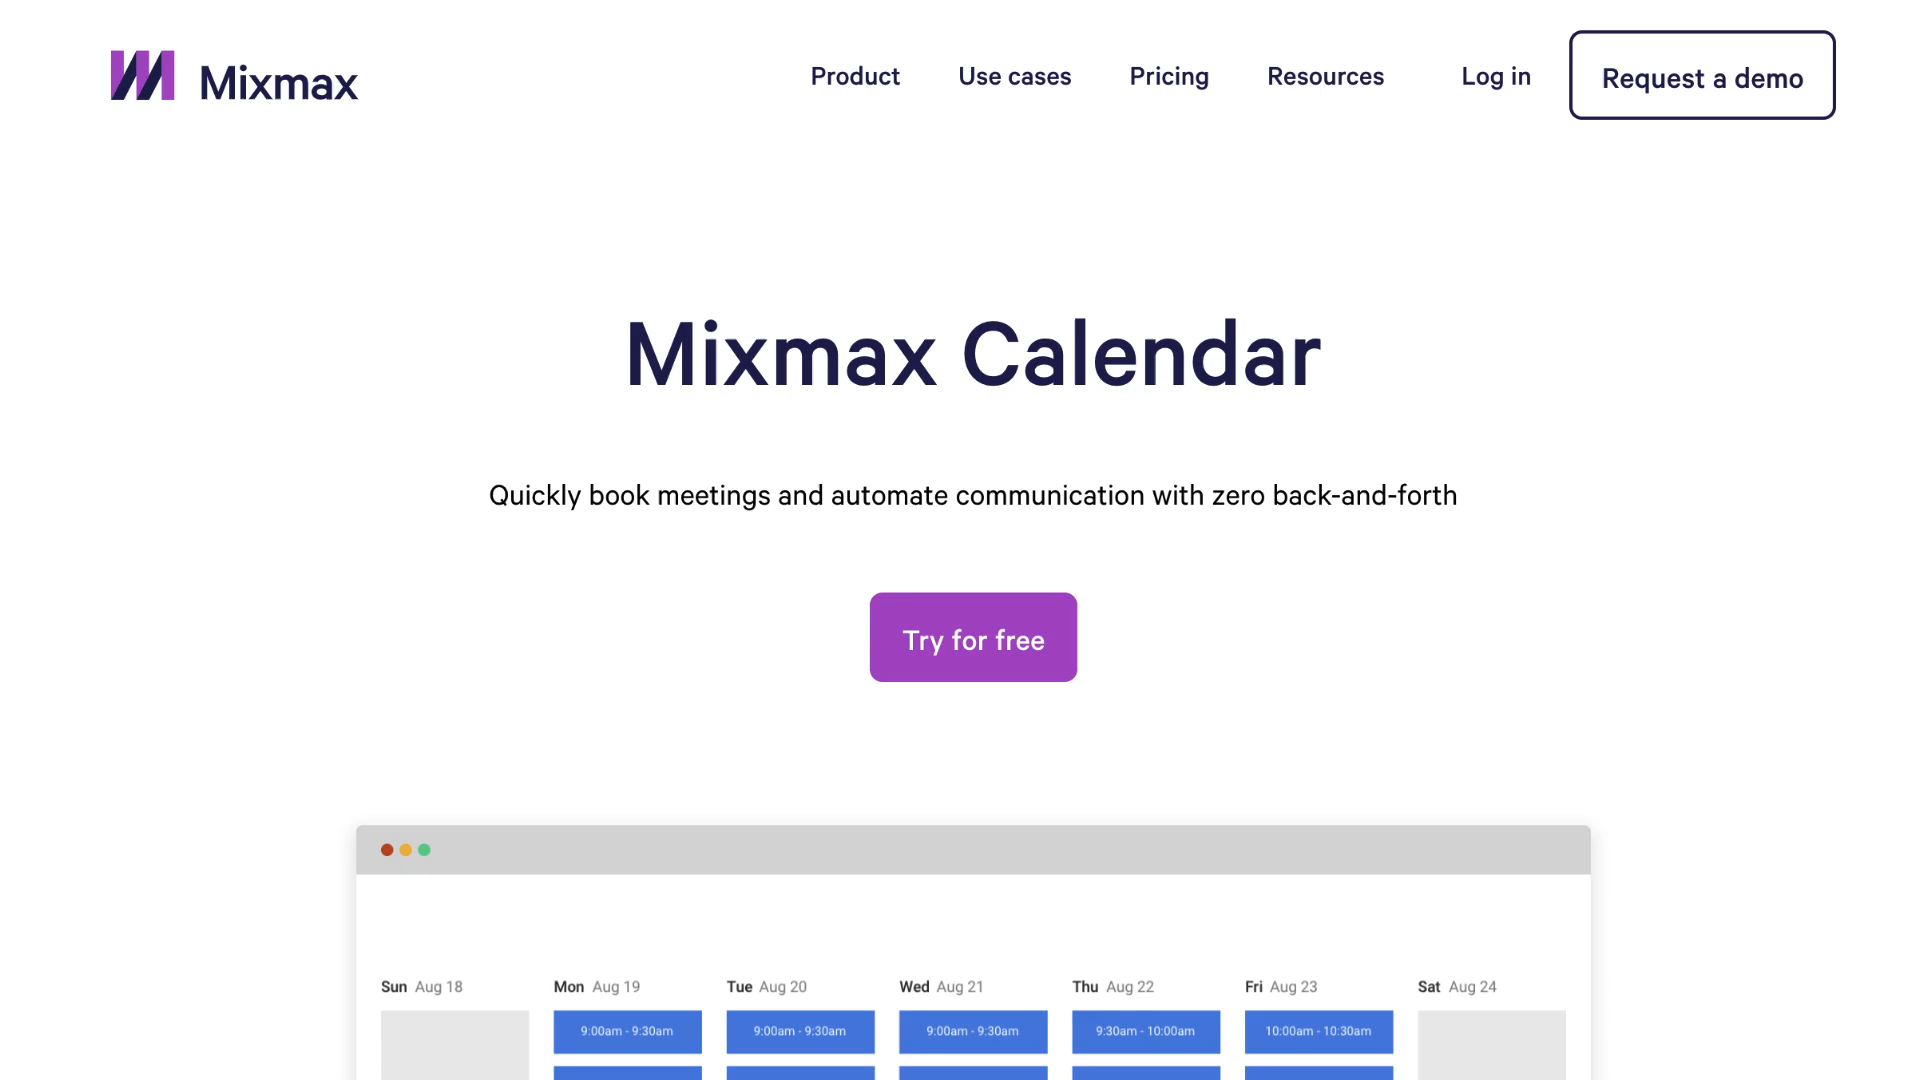 Mixmax
Product Use cases Pricing Resources Log in Request a demo
Mixmax Calendar
Quickly book meetings and automate communication with zero back-and-forth
Try for free
Sun Aug 18 Mon Aug 19 Tue Aug 20 Wed Aug 21 Thu Aug 22 Fri Aug 23 Sat Aug 24
9:00am - 9:30am 9:00am - 9:30am 9:00am - 9:30am 9:30am - 10:00am 10:00am - 10:30am